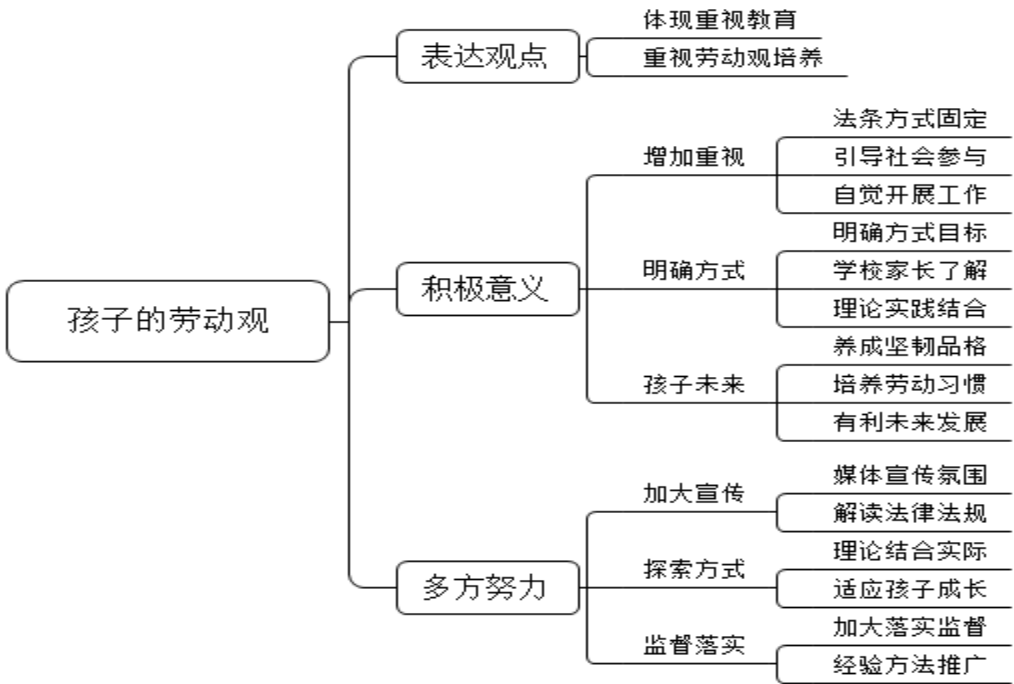 孩子的劳动观
表达观点
体现重视教育
重视劳动观培养
积极意义
增加重视
法条方式固定
引导社会参与
自觉开展工作
明确方式
明确方式目标
学校家长了解
理论实践结合
孩子未来
养成坚韧品格
培养劳动习惯
有利未来发展
多方努力
加大宣传
媒体宣传氛围
解读法律法规
探索方式
理论结合实际
适应孩子成长
监督落实
加大落实监督
经验方法推广